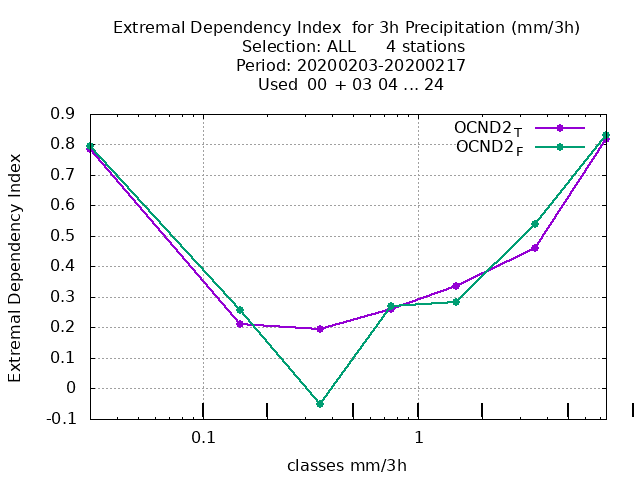 Extremal Dependency Index  for 3h Precipitation (mm/3h)
Selection: ALL      4 stations
Period: 20200203-20200217
Used  00  + 03 04 ... 24
OCND2T
OCND2F
0.9
0.8
0.7
0.6
0.5
0.4
0.3
0.2
0.1
0
-0.1
Extremal Dependency Index
0.1
1
classes mm/3h